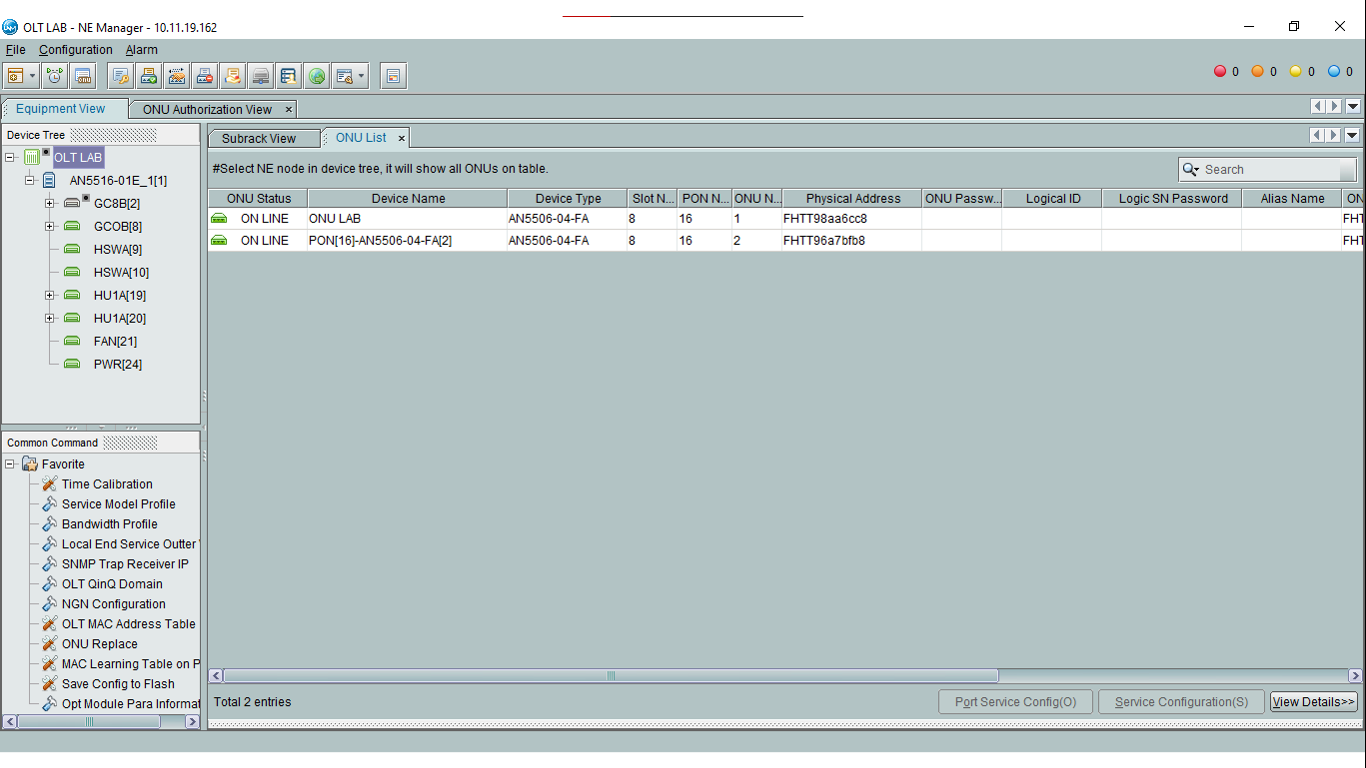 OLT LAB - NE Manager - 10.11.19.162
File Configuration Alarm
0 0 0 0
Equipment View ONU Authorization View
Device Tree
OLT LAB
AN5516-01E_1[1]
GC8B[2]
GCOB[8]
HSWA[9]
HSWA[10]
HU1A[19]
HU1A[20]
FAN[21]
PWR[24]
Common Command
Favorite
Time Calibration
Service Model Profile
Bandwidth Profile
Local End Service Outter
SNMP Trap Receiver IP
OLT QinQ Domain
NGN Configuration
OLT MAC Address Table
ONU Replace
MAC Learning Table on P
Save Config to Flash
Opt Module Para Informat
Subrack View ONU List
#Select NE node in device tree, it will show all ONUs on table.
Search
ONU Status Device Name Device Type Slot N... PON N... ONU N... Physical Address ONU Passw... Logical ID Logic SN Password Alias Name ON
ON LINE ONU LAB AN5506-04-FA 8 16 1 FHTT98aa6cc8 FHT
ON LINE PON[16]-AN5506-04-FA[2] AN5506-04-FA 8 16 2 FHTT96a7bfb8 FHT
Total 2 entries
Port Service Config(O) Service Configuration(S) View Details>>